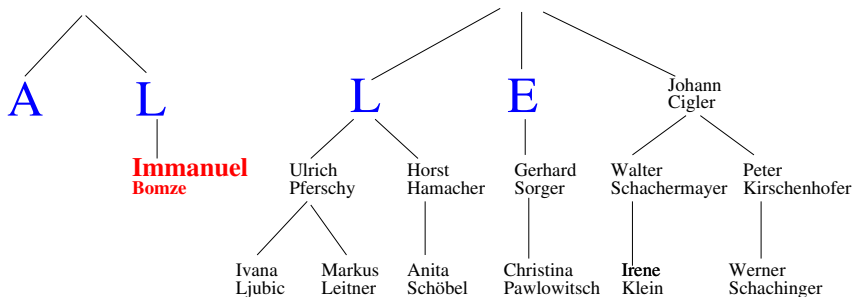 A
L
L
E
Johann
Cigler
Immanuel
Bomze
Ulrich
Pferschy
Horst
Hamacher
Gerhard
Sorger
Walter
Schachermayer
Peter
Kirschenhofer
Ivana
Ljubic
Markus
Leitner
Anita
Schöbel
Christina
Pawlowitsch
Irene
Klein
Werner
Schachinger